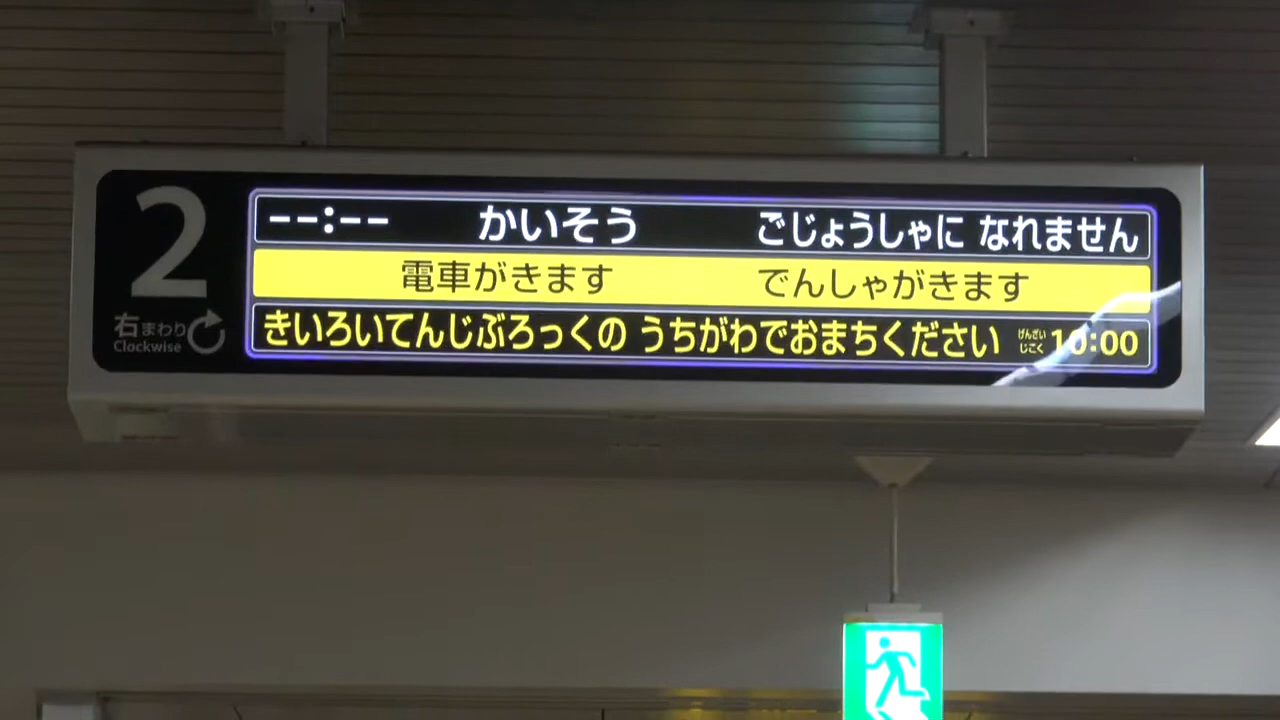 2
右まわり
Clockwise
--:-- かいそう ごじょうしゃに なれません
電車がきます でんしゃがきます
きいろいてんじぶろっくの うちがわでおまちください げんざいじこく 10:00